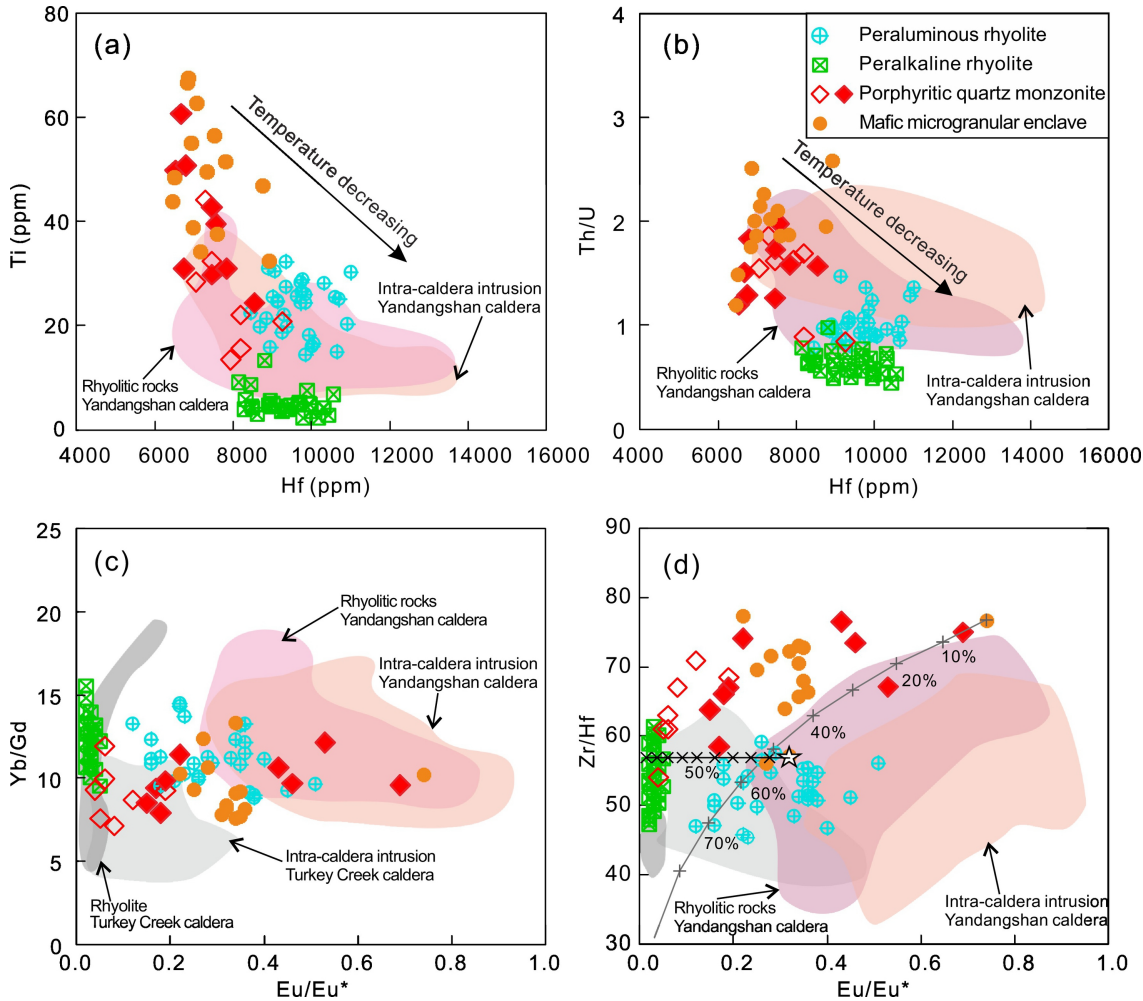 (a)
80
60
40
20
0
Ti (ppm)
4000 6000 8000 10000 12000 14000 16000
Hf (ppm)
Temperature decreasing
Intra-caldera intrusion
Yandangshan caldera
Rhyolitic rocks
Yandangshan caldera
(b)
Peraluminous rhyolite
Peralkaline rhyolite
Porphyritic quartz monzonite
Mafic microgranular enclave
4
3
2
1
0
Th/U
4000 6000 8000 10000 12000 14000 16000
Hf (ppm)
Temperature decreasing
Rhyolitic rocks
Yandangshan caldera
Intra-caldera intrusion
Yandangshan caldera
(c)
25
20
15
10
5
0
Yb/Gd
0.0 0.2 0.4 0.6 0.8 1.0
Eu/Eu*
Rhyolitic rocks
Yandangshan caldera
Intra-caldera intrusion
Yandangshan caldera
Intra-caldera intrusion
Turkey Creek caldera
Rhyolite
Turkey Creek caldera
(d)
90
80
70
60
50
40
30
Zr/Hf
0.0 0.2 0.4 0.6 0.8 1.0
Eu/Eu*
10%
20%
40%
50%
60%
70%
Rhyolitic rocks
Yandangshan caldera
Intra-caldera intrusion
Yandangshan caldera